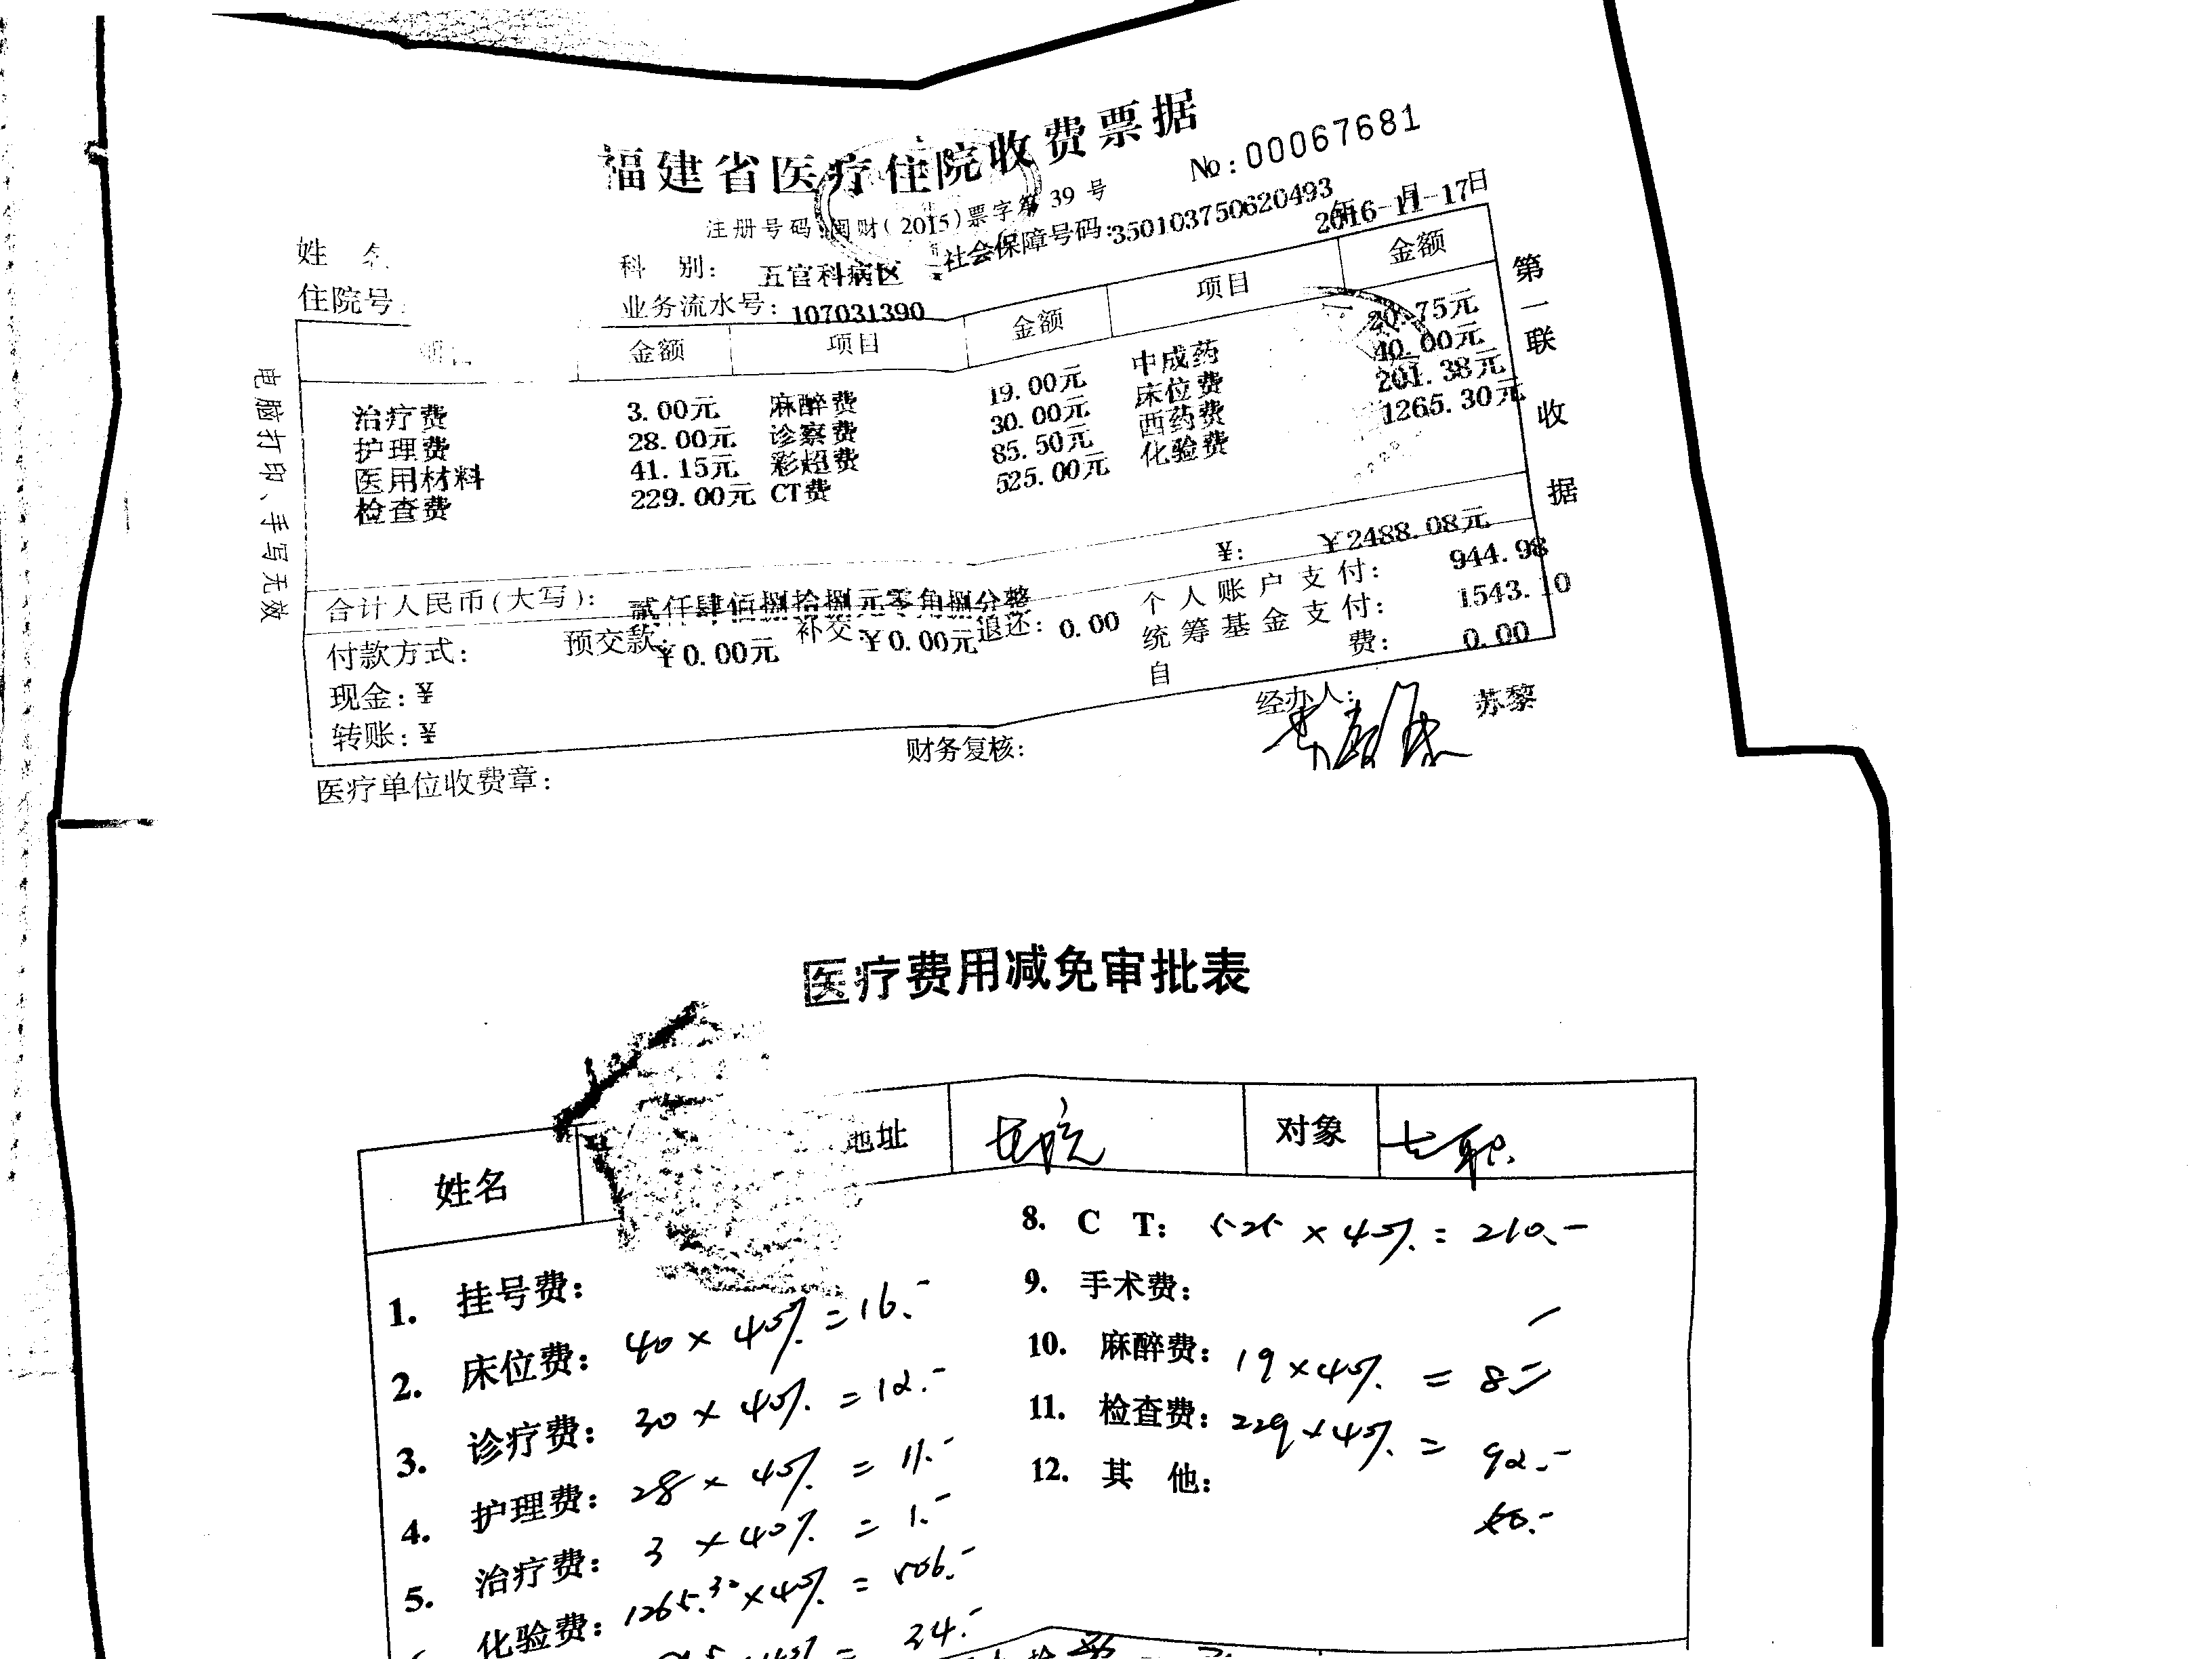 福建省医疗住院收费票据
No:00067681
注册号码:闽财(2015)票字第 39 号
社会保障号码:350103750620493
2016年-11月-17日
姓 名
科 别: 五官科病区
住院号:
业务流水号: 107031390
项目 金额 项目 金额 项目 金额
治疗费 3.00元 麻醉费 19.00元 中成药 20.75元
护理费 28.00元 诊察费 30.00元 床位费 40.00元
医用材料 41.15元 彩超费 85.50元 西药费 201.38元
检查费 229.00元 CT费 525.00元 化验费 1265.30元
合计人民币(大写): 贰仟肆佰捌拾捌元零角捌分整 ¥: ¥2488.08元
付款方式: 预交款:¥0.00元 补交:¥0.00元 退还: 0.00 个人账户支付: 944.98
现金:¥ 统筹基金支付: 1543.10
转账:¥ 自 费: 0.00
医疗单位收费章: 财务复核: 经办人: 苏黎
电脑打印、手写无效
第一联 收据
医疗费用减免审批表
姓名 地址 对象
1. 挂号费:
2. 床位费: 40×40%=16.-
3. 诊疗费: 30×40%=12.-
4. 护理费: 28×40%=11.-
5. 治疗费: 3×40%=1.-
化验费: 1265.30×40%=506.-
34.-
8. C T: 525×40%=210.-
9. 手术费:
10. 麻醉费: 19×40%=8.-
11. 检查费: 229×40%=92.-
12. 其 他: